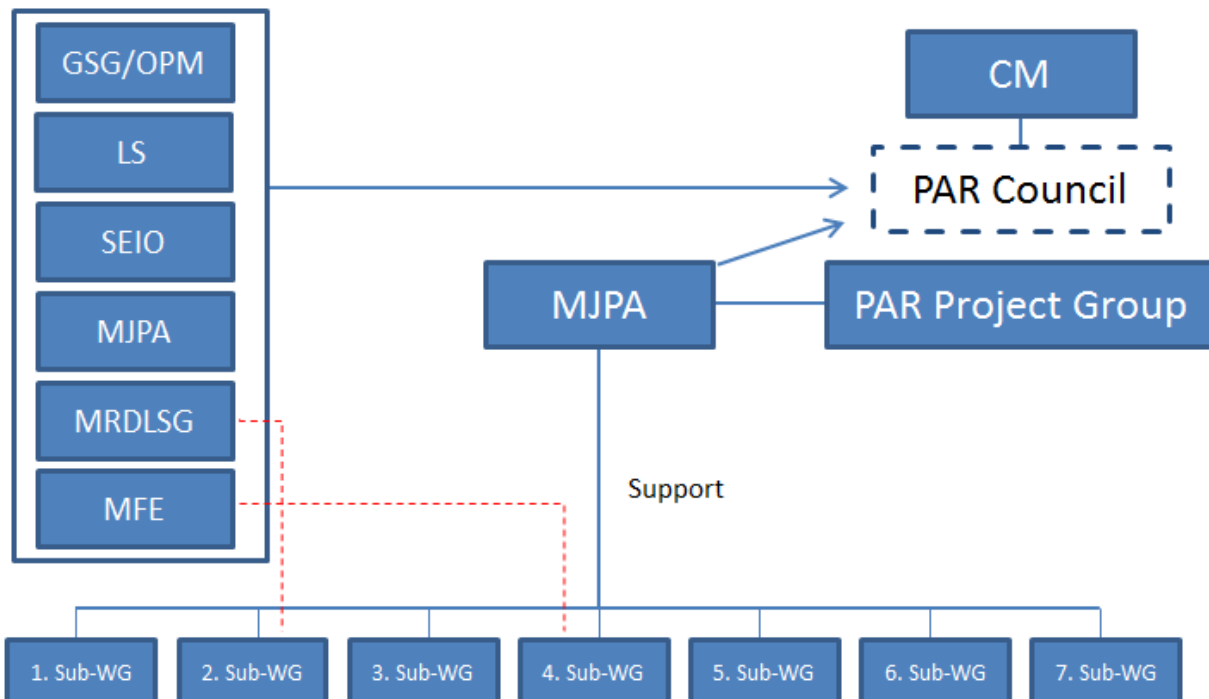 GSG/OPM
LS
SEIO
MJPA
MRDLSG
MFE
CM
PAR Council
MJPA
PAR Project Group
Support
1. Sub-WG
2. Sub-WG
3. Sub-WG
4. Sub-WG
5. Sub-WG
6. Sub-WG
7. Sub-WG